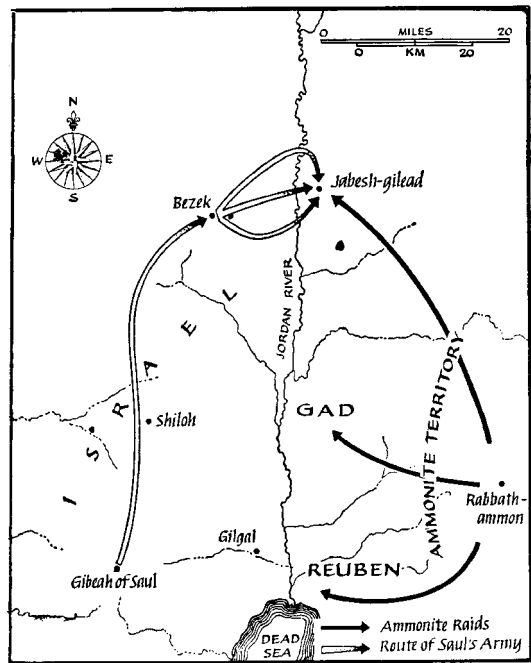 MILES
0 20
0 20
KM
N
W E
S
Jabesh-gilead
Bezek
JORDAN RIVER
ISRAEL
AMMONITE TERRITORY
GAD
Shiloh
Rabbath-
ammon
Gilgal
REUBEN
Gibeah of Saul
DEAD
SEA
Ammonite Raids
Route of Saul's Army